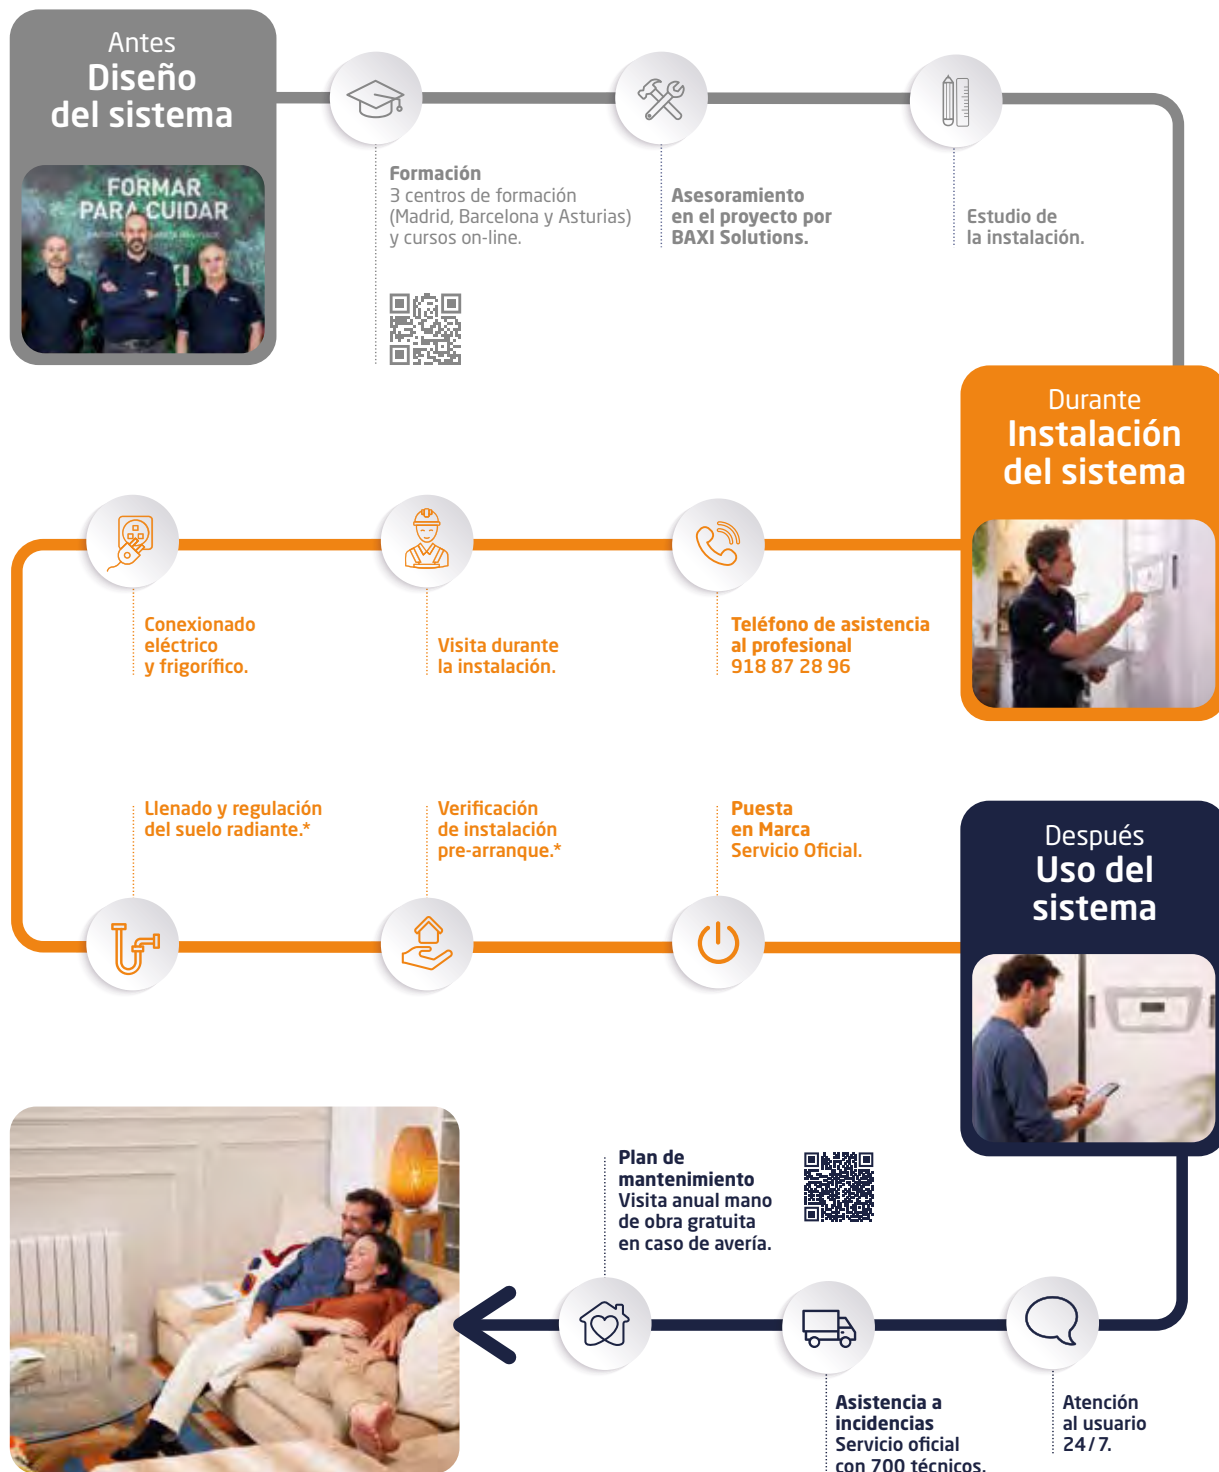 Antes
Diseño
del sistema
FORMAR
PARA CUIDAR
Formación
3 centros de formación
(Madrid, Barcelona y Asturias)
y cursos on-line.
Asesoramiento
en el proyecto por
BAXI Solutions.
Estudio de
la instalación.
Durante
Instalación
del sistema
Teléfono de asistencia
al profesional
918 87 28 96
Visita durante
la instalación.
Conexionado
eléctrico
y frigorífico.
Llenado y regulación
del suelo radiante.*
Verificación
de instalación
pre-arranque.*
Puesta
en Marca
Servicio Oficial.
Después
Uso del
sistema
Atención
al usuario
24/7.
Asistencia a
incidencias
Servicio oficial
con 700 técnicos.
Plan de
mantenimiento
Visita anual mano
de obra gratuita
en caso de avería.